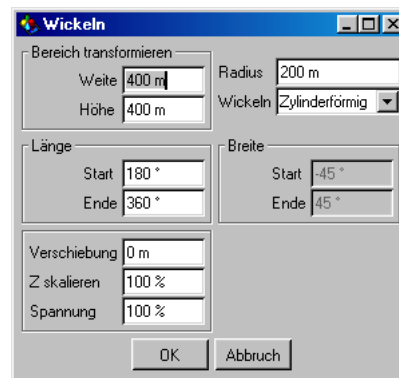 Wickeln
Bereich transformieren
Weite 400 m
Höhe 400 m
Radius 200 m
Wickeln Zylinderförmig
Länge
Start 180 °
Ende 360 °
Breite
Start -45 °
Ende 45 °
Verschiebung 0 m
Z skalieren 100 %
Spannung 100 %
OK Abbruch